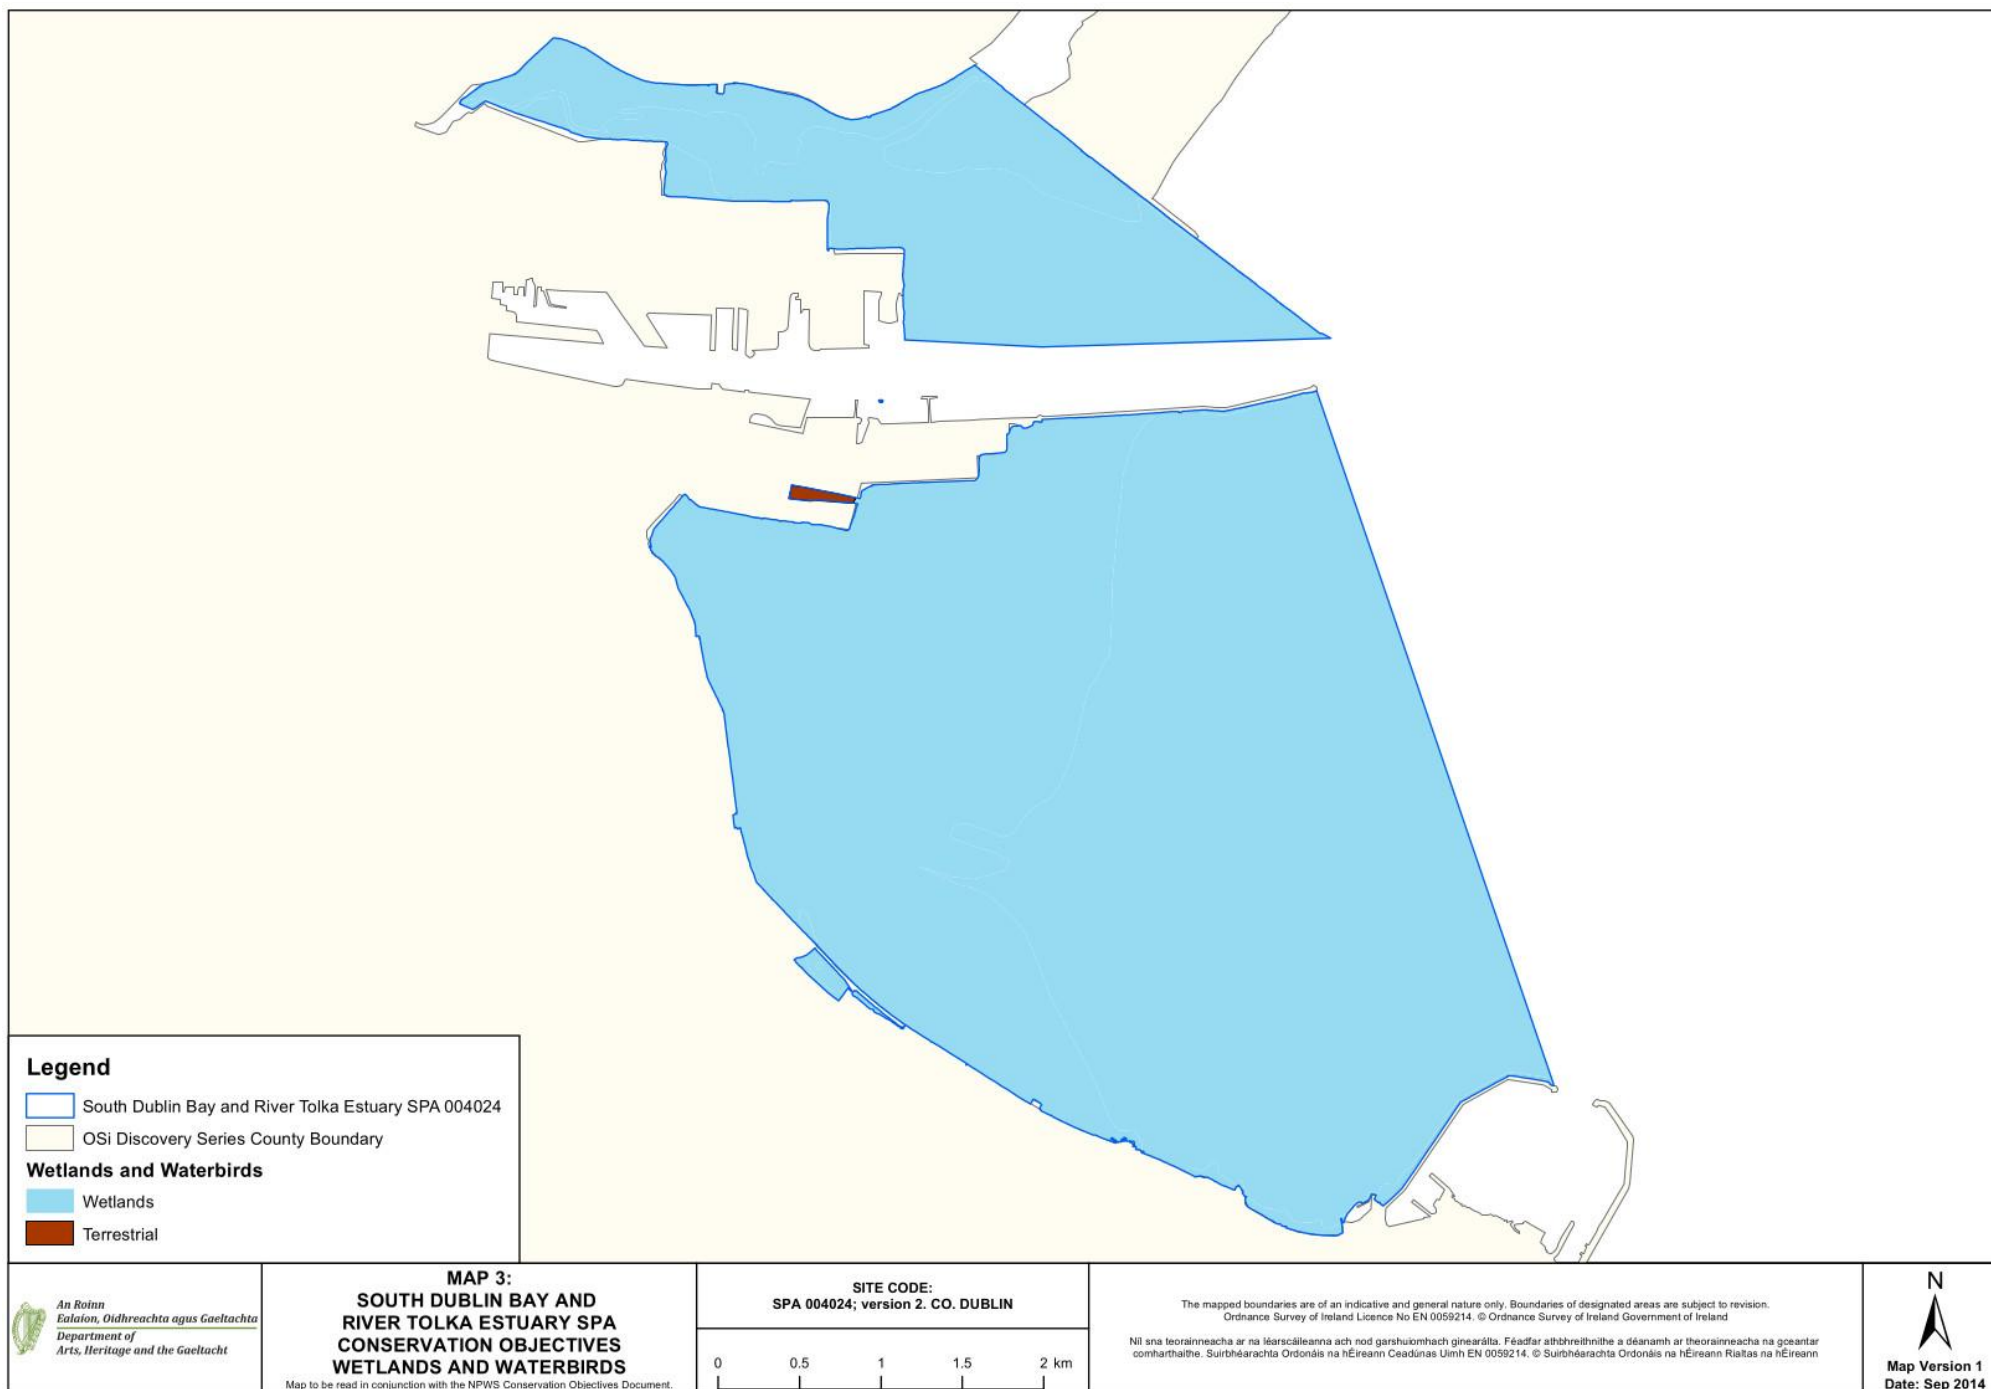 Legend
South Dublin Bay and River Tolka Estuary SPA 004024
OSi Discovery Series County Boundary
Wetlands and Waterbirds
Wetlands
Terrestrial
An Roinn
Ealaíon, Oidhreachta agus Gaeltachta
Department of
Arts, Heritage and the Gaeltacht
MAP 3:
SOUTH DUBLIN BAY AND
RIVER TOLKA ESTUARY SPA
CONSERVATION OBJECTIVES
WETLANDS AND WATERBIRDS
Map to be read in conjunction with the NPWS Conservation Objectives Document.
SITE CODE:
SPA 004024; version 2. CO. DUBLIN
0 0.5 1 1.5 2 km
The mapped boundaries are of an indicative and general nature only. Boundaries of designated areas are subject to revision.
Ordnance Survey of Ireland Licence No EN 0059214. © Ordnance Survey of Ireland Government of Ireland
Níl sna teorainneacha ar na léarscáileanna ach nod garshuiomhach ginearálta. Féadfar athbhreithnithe a déanamh ar theorainneacha na gceantar
comharthaithe. Suirbhéarachta Ordonáis na hÉireann Ceadúnas Uimh EN 0059214. © Suirbhéarachta Ordonáis na hÉireann Rialtas na hÉireann
N
Map Version 1
Date: Sep 2014